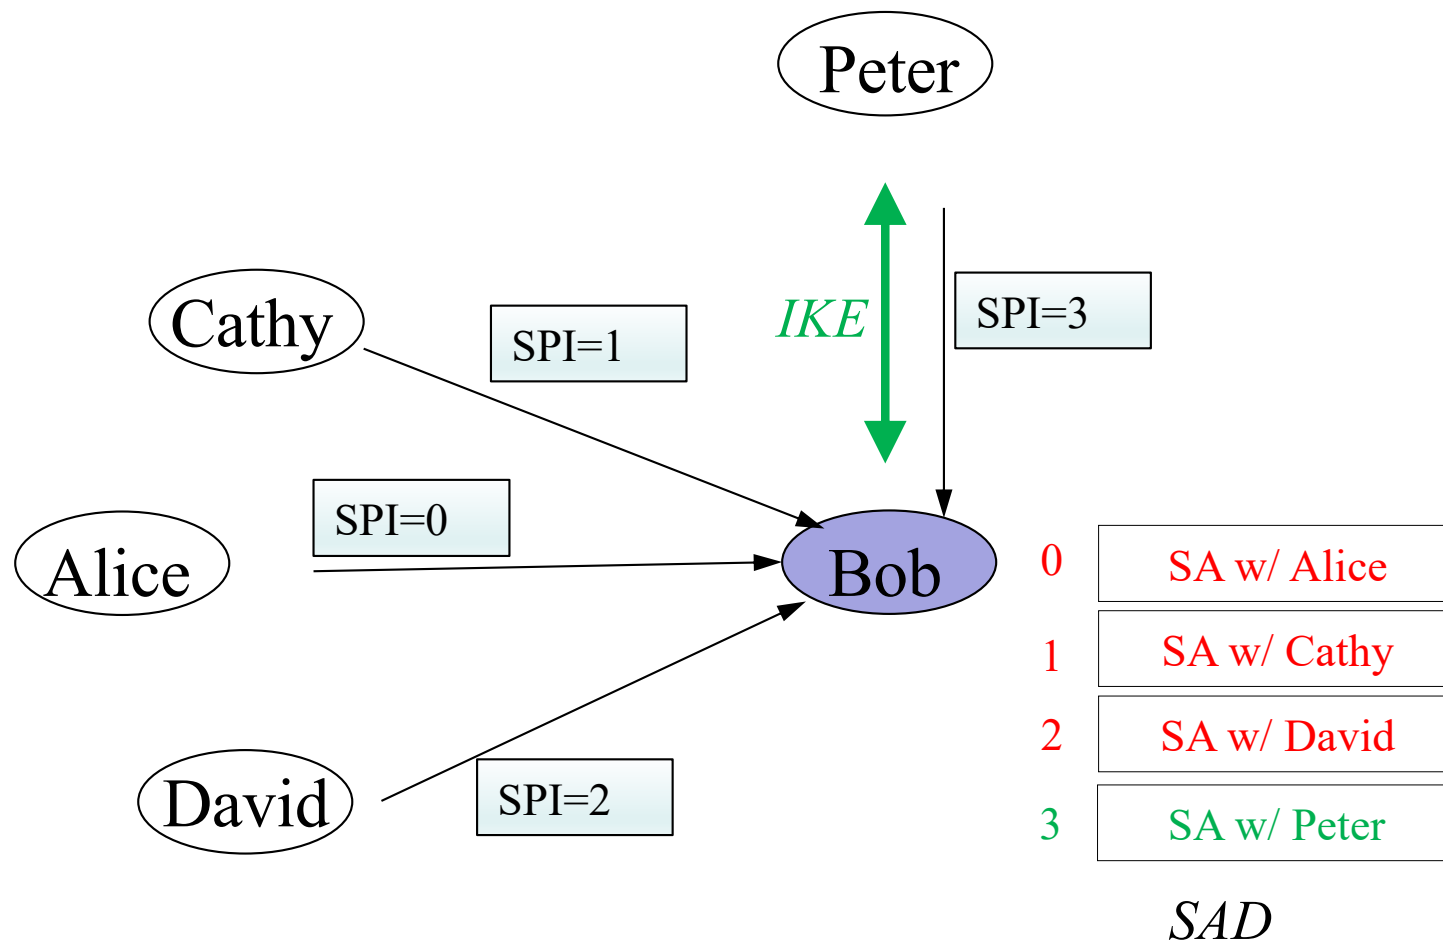 Peter
IKE
SPI=3
Cathy
SPI=1
Alice
SPI=0
Bob
David
SPI=2
0 SA w/ Alice
1 SA w/ Cathy
2 SA w/ David
3 SA w/ Peter
SAD